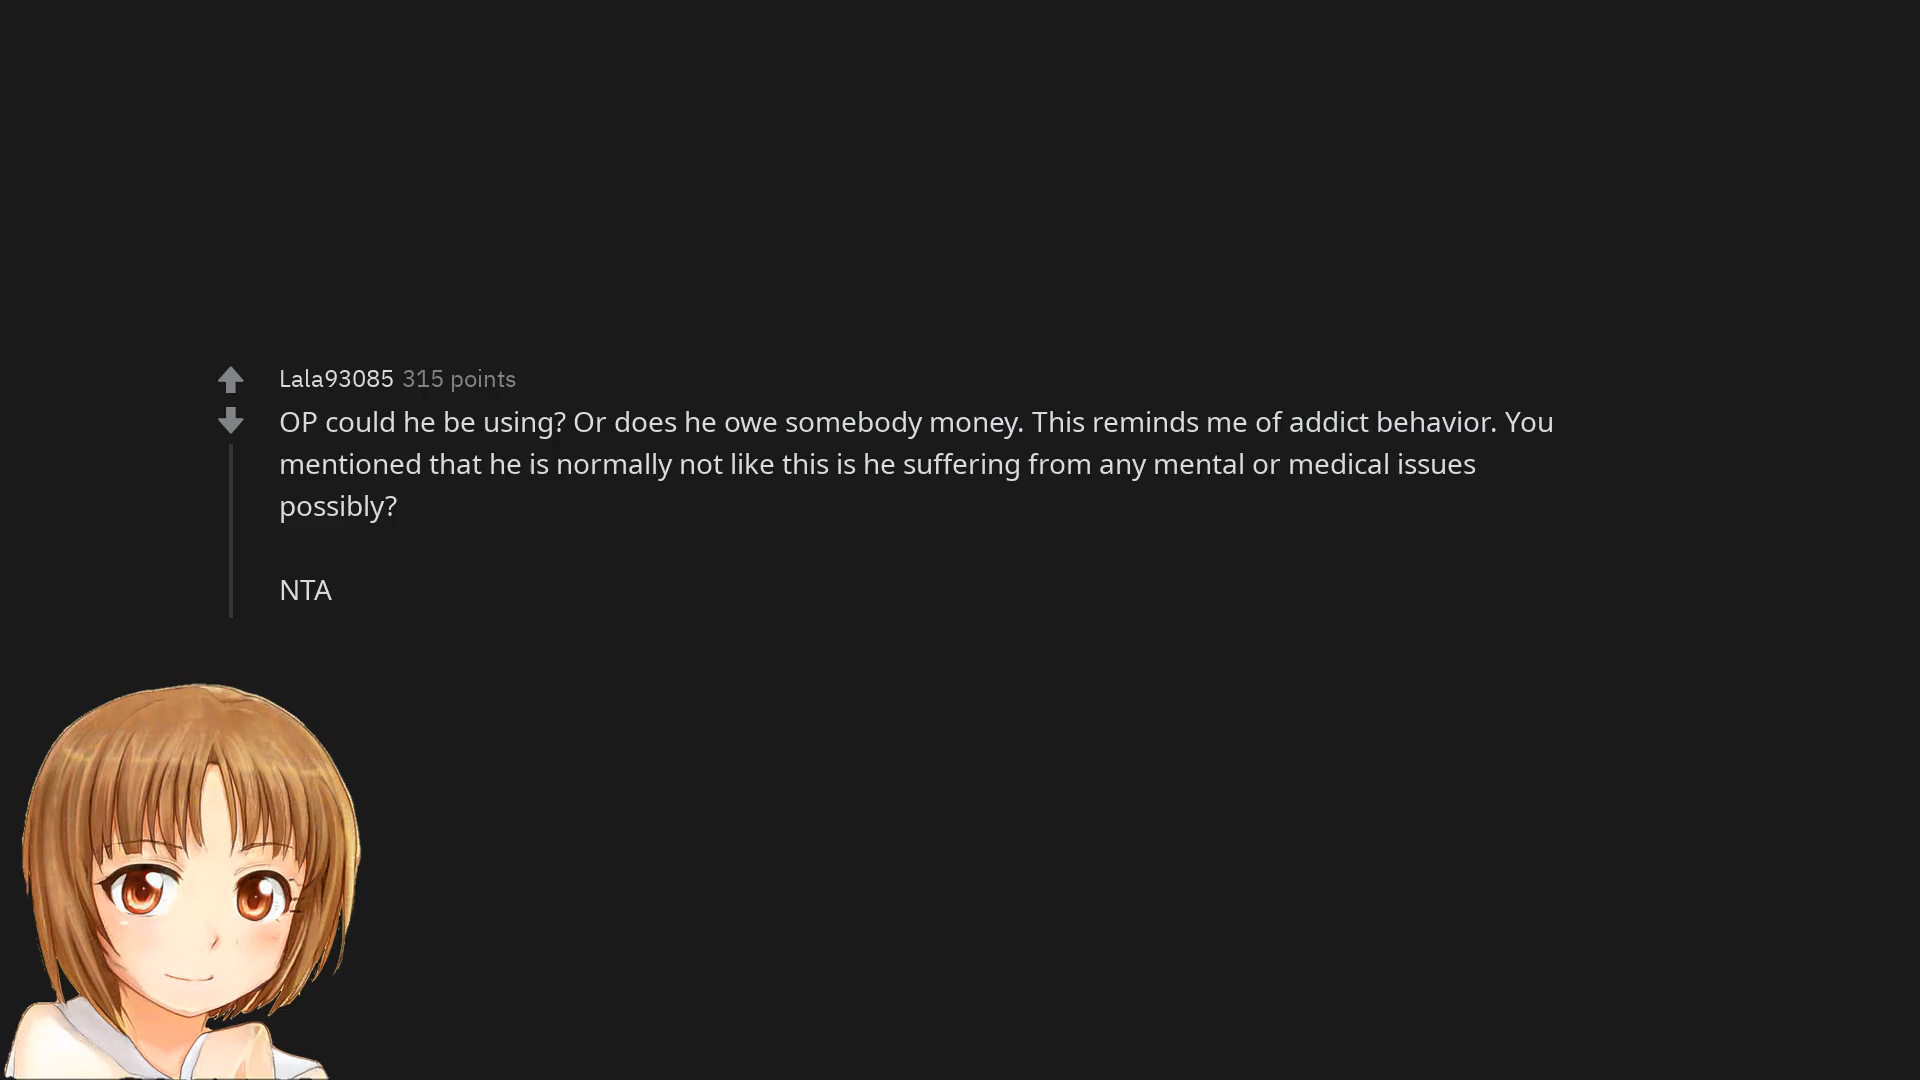 Lala93085 315 points
OP could he be using? Or does he owe somebody money. This reminds me of addict behavior. You
mentioned that he is normally not like this is he suffering from any mental or medical issues
possibly?
NTA